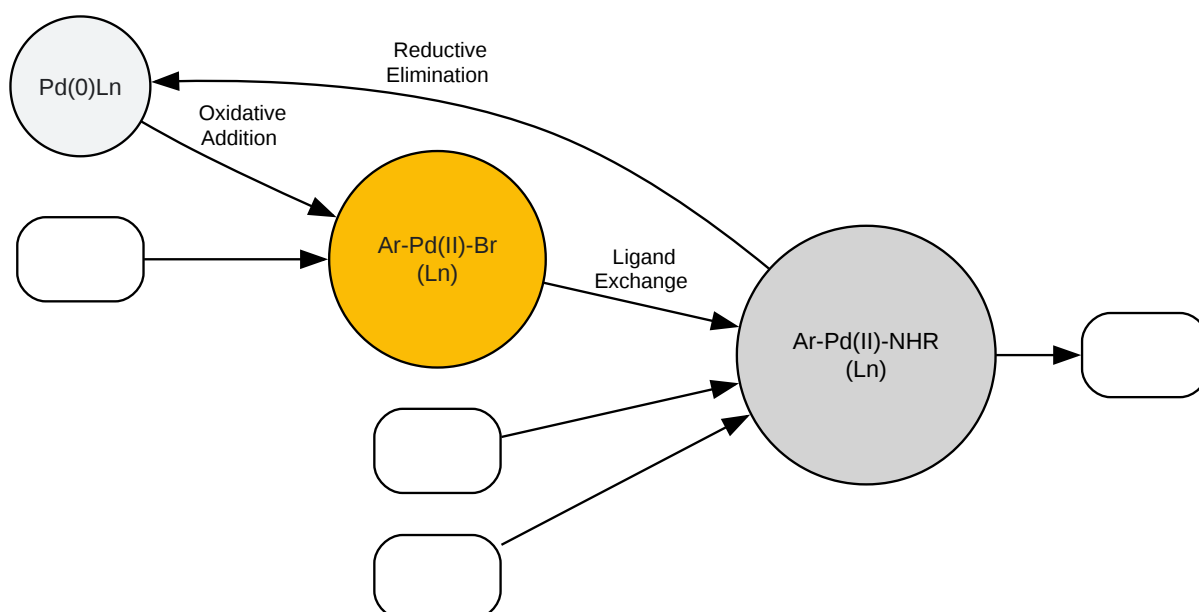 Pd(0)Ln
Reductive
Elimination
Oxidative
Addition
Ar-Pd(II)-Br
(Ln)
Ligand
Exchange
Ar-Pd(II)-NHR
(Ln)